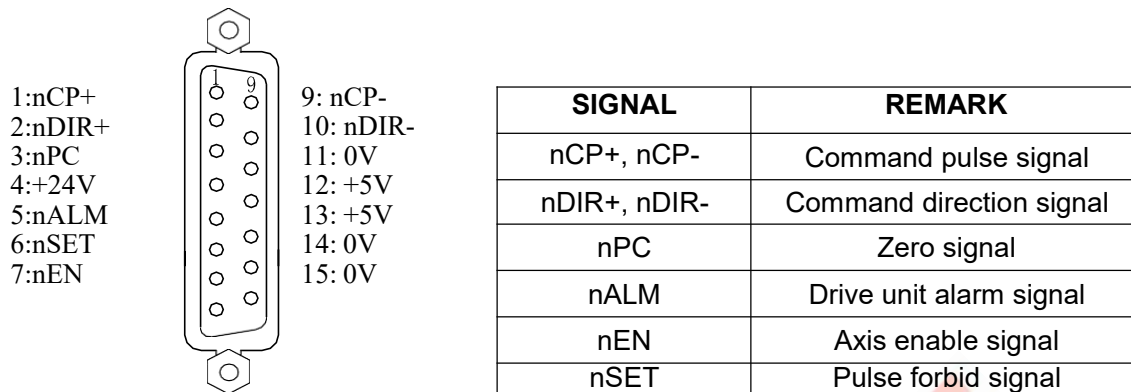 1:nCP+
2:nDIR+
3:nPC
4:+24V
5:nALM
6:nSET
7:nEN
1 9
9: nCP-
10: nDIR-
11: 0V
12: +5V
13: +5V
14: 0V
15: 0V
SIGNAL REMARK
nCP+, nCP- Command pulse signal
nDIR+, nDIR- Command direction signal
nPC Zero signal
nALM Drive unit alarm signal
nEN Axis enable signal
nSET Pulse forbid signal